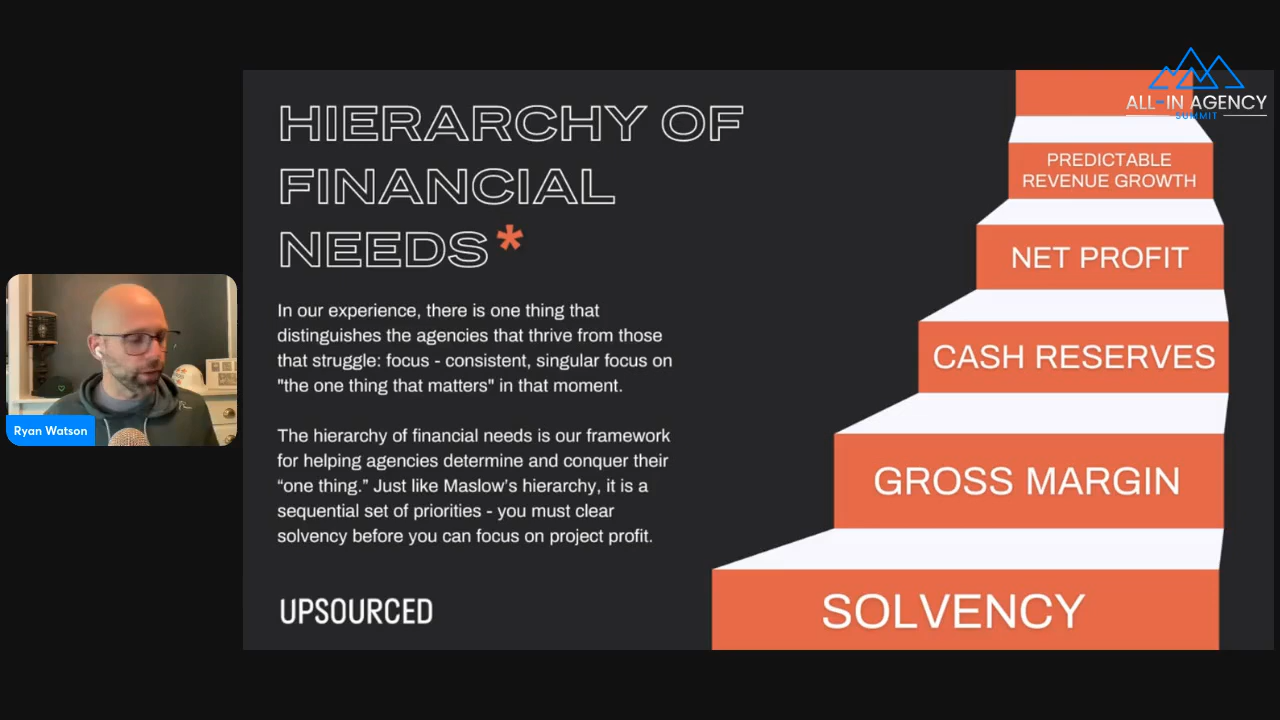 HIERARCHY OF
FINANCIAL
NEEDS*
In our experience, there is one thing that
distinguishes the agencies that thrive from those
that struggle: focus - consistent, singular focus on
"the one thing that matters" in that moment.
The hierarchy of financial needs is our framework
for helping agencies determine and conquer their
“one thing.” Just like Maslow’s hierarchy, it is a
sequential set of priorities - you must clear
solvency before you can focus on project profit.
UPSOURCED
ALL-IN AGENCY
SUMMIT
PREDICTABLE
REVENUE GROWTH
NET PROFIT
CASH RESERVES
GROSS MARGIN
SOLVENCY
Ryan Watson